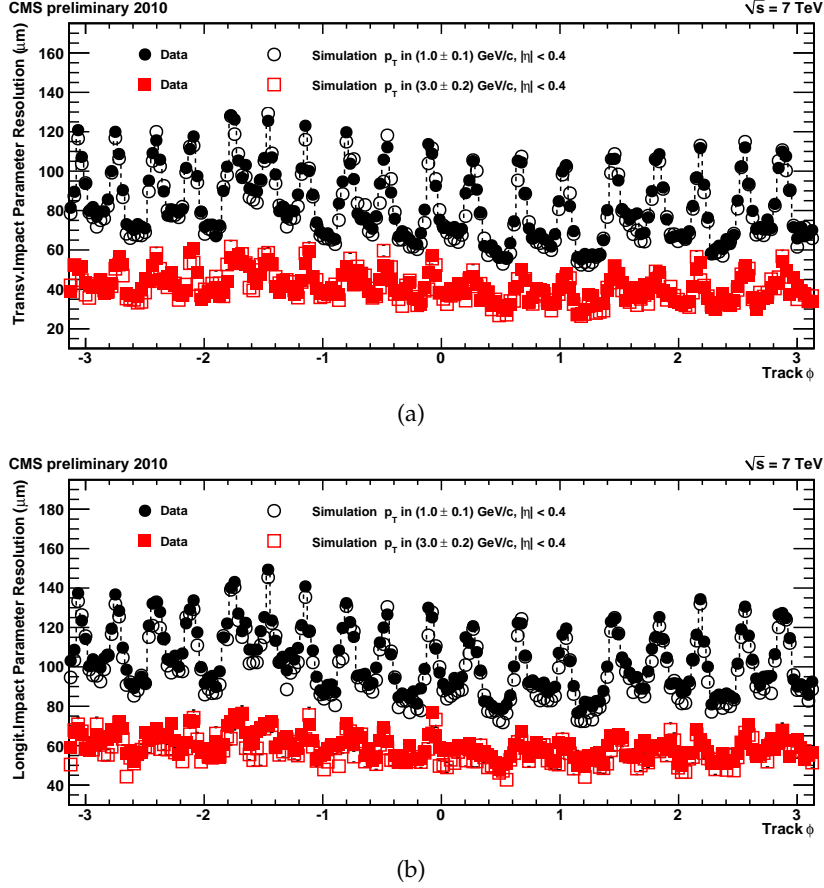 CMS preliminary 2010 √s = 7 TeV
Transv.Impact Parameter Resolution (μm)
Data Simulation p_T in (1.0 ± 0.1) GeV/c, |η| < 0.4
Data Simulation p_T in (3.0 ± 0.2) GeV/c, |η| < 0.4
160
140
120
100
80
60
40
20
-3 -2 -1 0 1 2 3
Track ϕ
(a)
CMS preliminary 2010 √s = 7 TeV
Longit.Impact Parameter Resolution (μm)
Data Simulation p_T in (1.0 ± 0.1) GeV/c, |η| < 0.4
Data Simulation p_T in (3.0 ± 0.2) GeV/c, |η| < 0.4
180
160
140
120
100
80
60
40
-3 -2 -1 0 1 2 3
Track ϕ
(b)